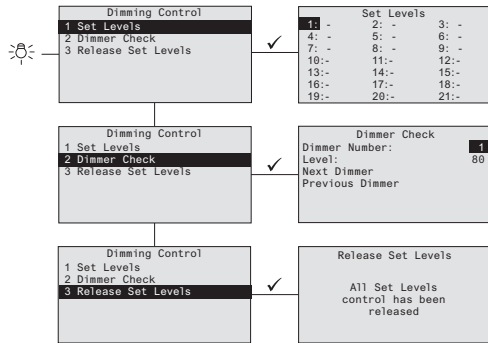 Dimming Control
1 Set Levels
2 Dimmer Check
3 Release Set Levels
Set Levels
1: - 2: - 3: -
4: - 5: - 6: -
7: - 8: - 9: -
10:- 11:- 12:-
13:- 14:- 15:-
16:- 17:- 18:-
19:- 20:- 21:-
Dimming Control
1 Set Levels
2 Dimmer Check
3 Release Set Levels
Dimmer Check
Dimmer Number: 1
Level: 80
Next Dimmer
Previous Dimmer
Dimming Control
1 Set Levels
2 Dimmer Check
3 Release Set Levels
Release Set Levels
All Set Levels
control has been
released